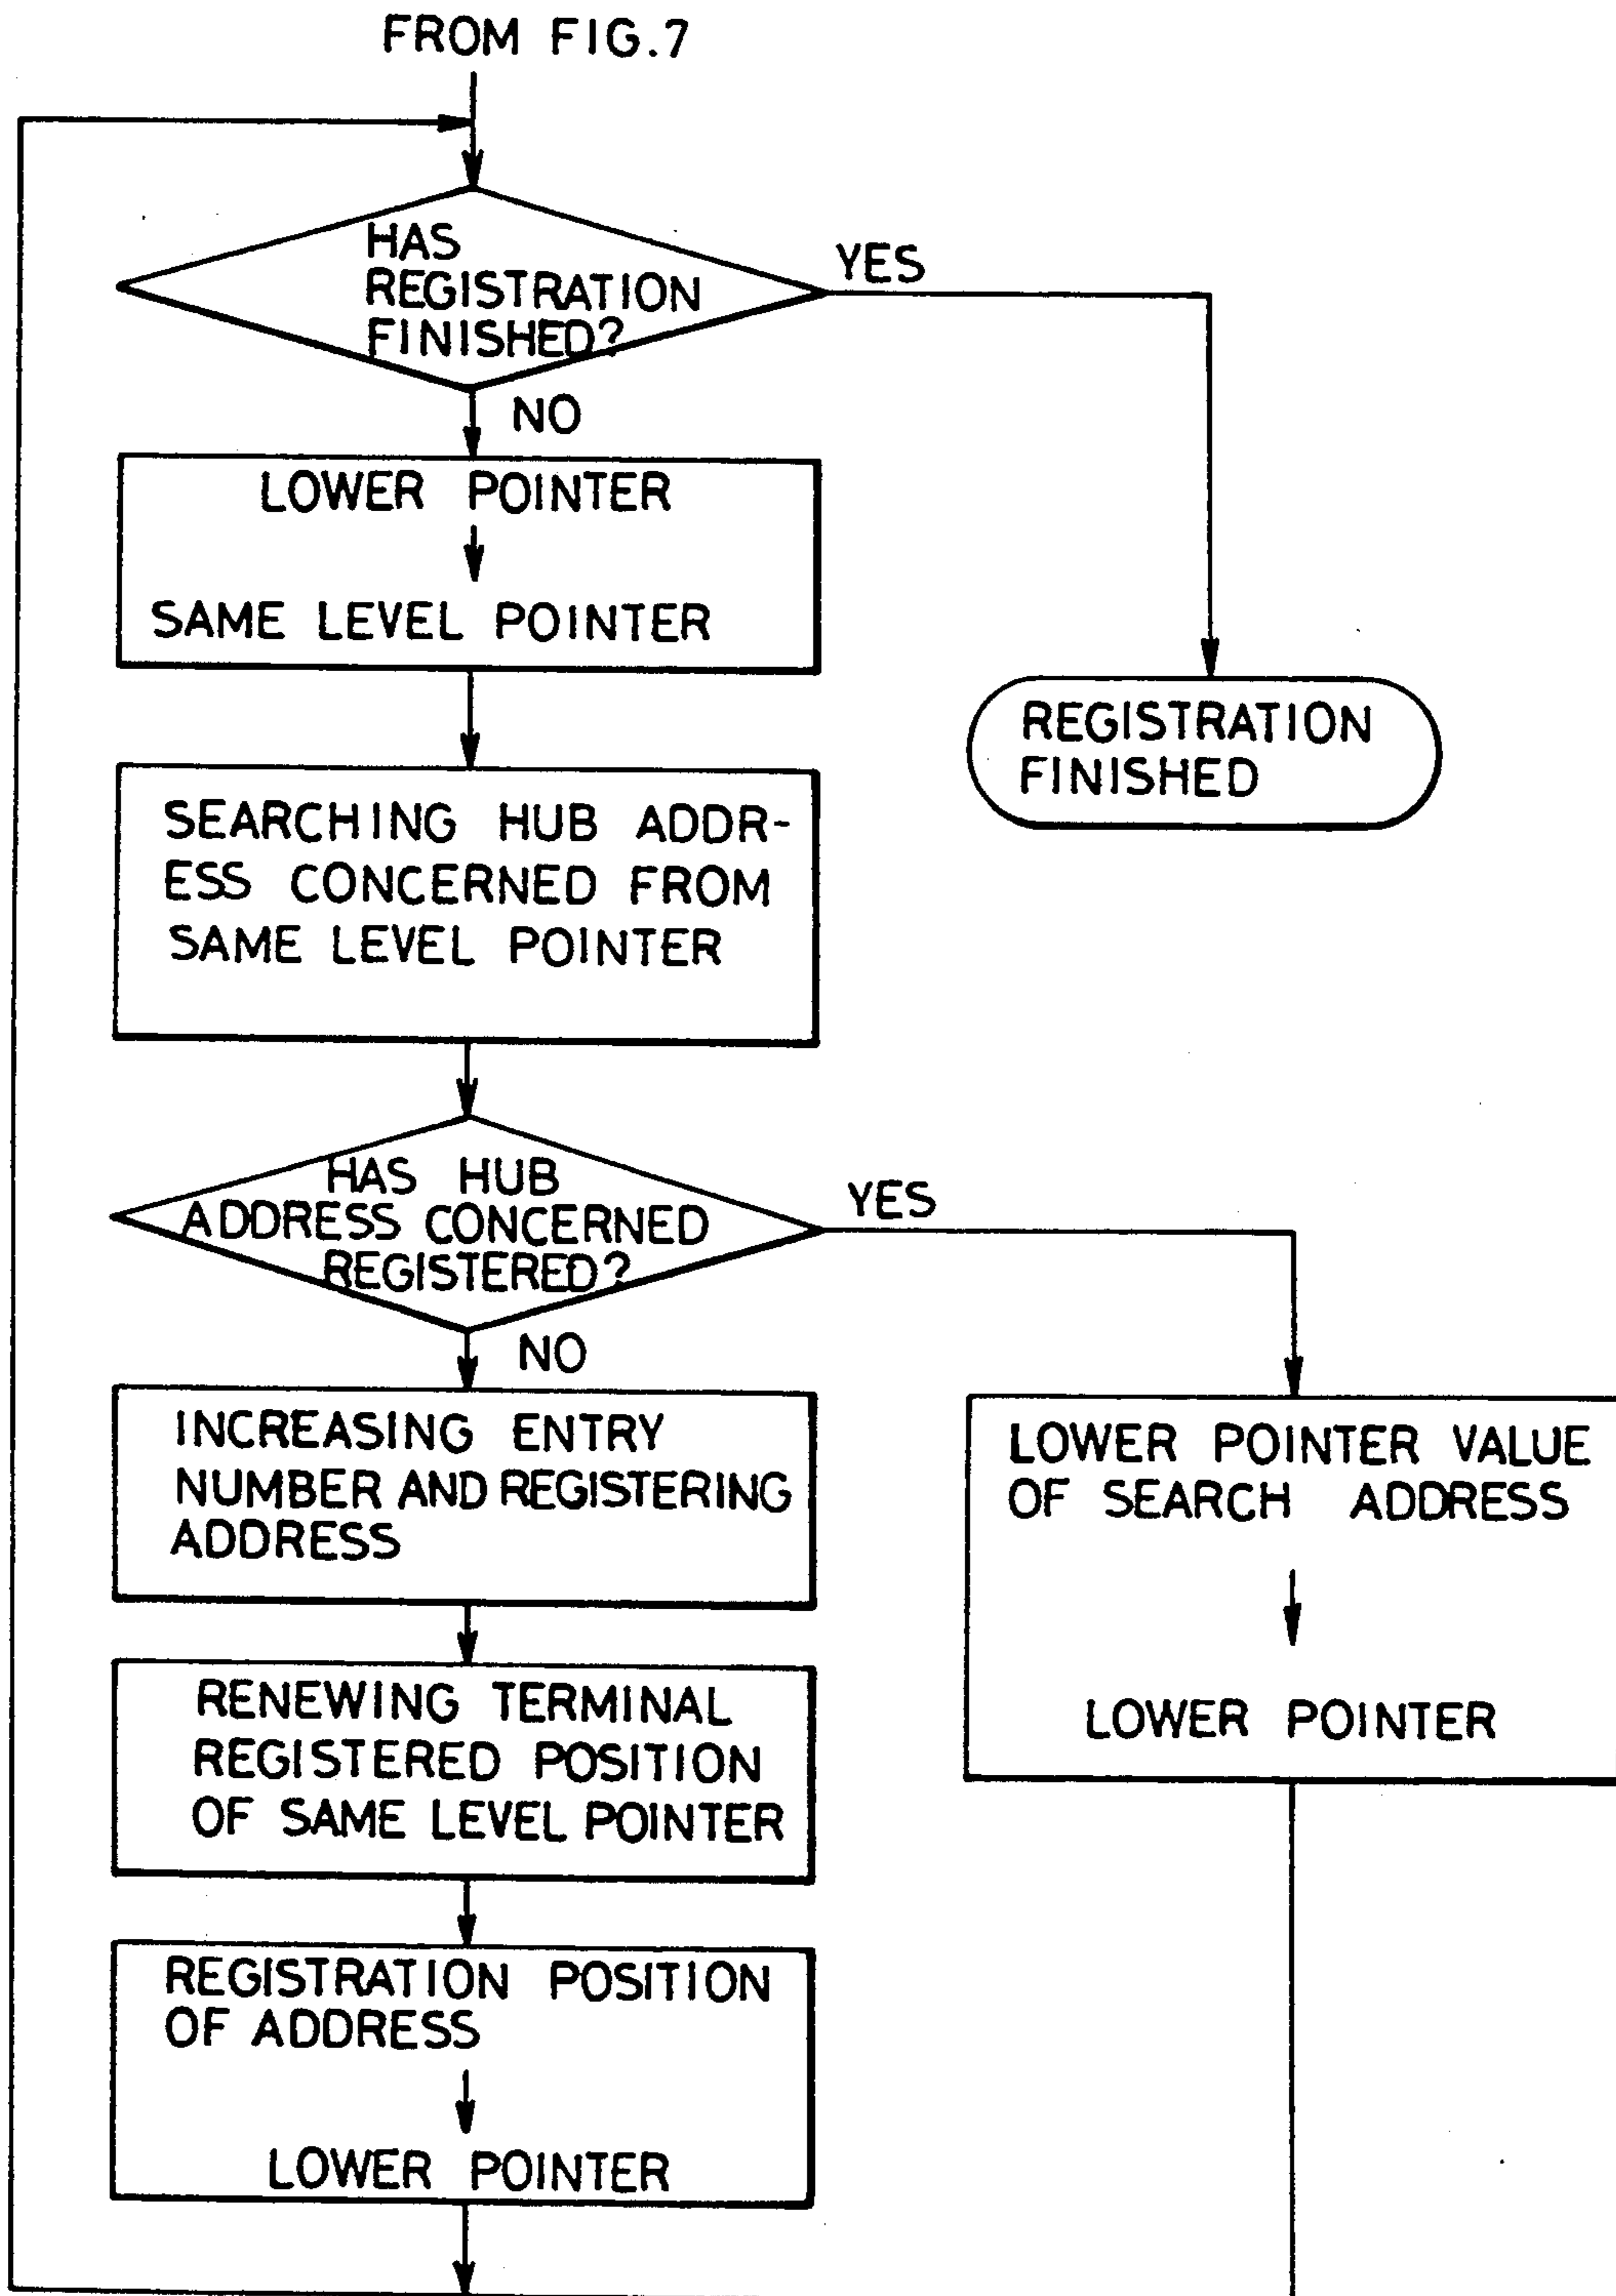 FROM FIG.7
HAS
REGISTRATION
FINISHED?
YES
NO
LOWER POINTER
SAME LEVEL POINTER
REGISTRATION
FINISHED
SEARCHING HUB ADDR-
ESS CONCERNED FROM
SAME LEVEL POINTER
HAS HUB
ADDRESS CONCERNED
REGISTERED?
YES
NO
INCREASING ENTRY
NUMBER AND REGISTERING
ADDRESS
LOWER POINTER VALUE
OF SEARCH ADDRESS
LOWER POINTER
RENEWING TERMINAL
REGISTERED POSITION
OF SAME LEVEL POINTER
REGISTRATION POSITION
OF ADDRESS
LOWER POINTER